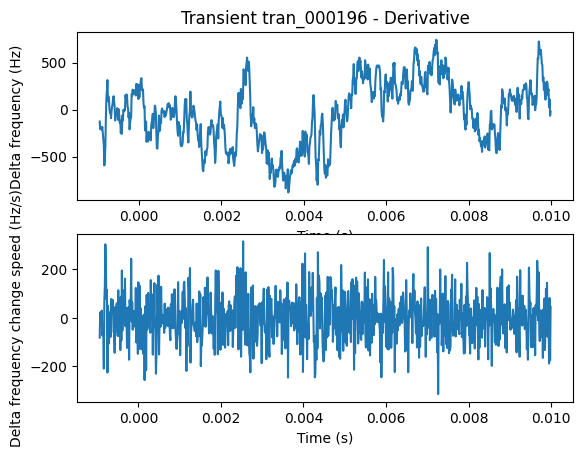 Transient tran_000196 - Derivative
Delta frequency (Hz)
500
0
−500
0.000 0.002 0.004 0.006 0.008 0.010
Time (s)
Delta frequency change speed (Hz/s)
200
0
−200
0.000 0.002 0.004 0.006 0.008 0.010
Time (s)